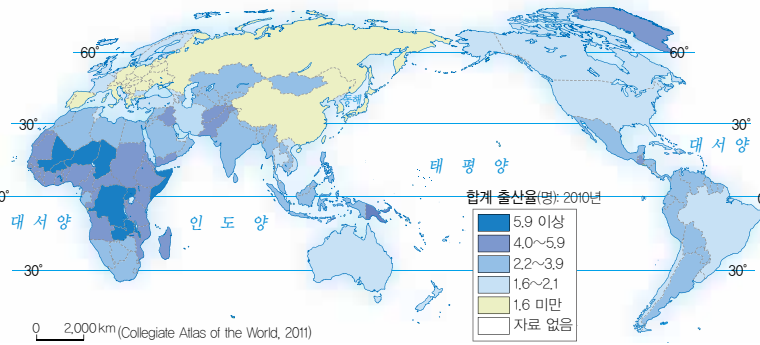 60°
60°
30°
30°
대서양
태 평 양
합계 출산율(명): 2010년
0°
대서양
인 도 양
5.9 이상
4.0~5.9
2.2~3.9
1.6~2.1
1.6 미만
자료 없음
30°
30°
0 2,000km (Collegiate Atlas of the World, 2011)